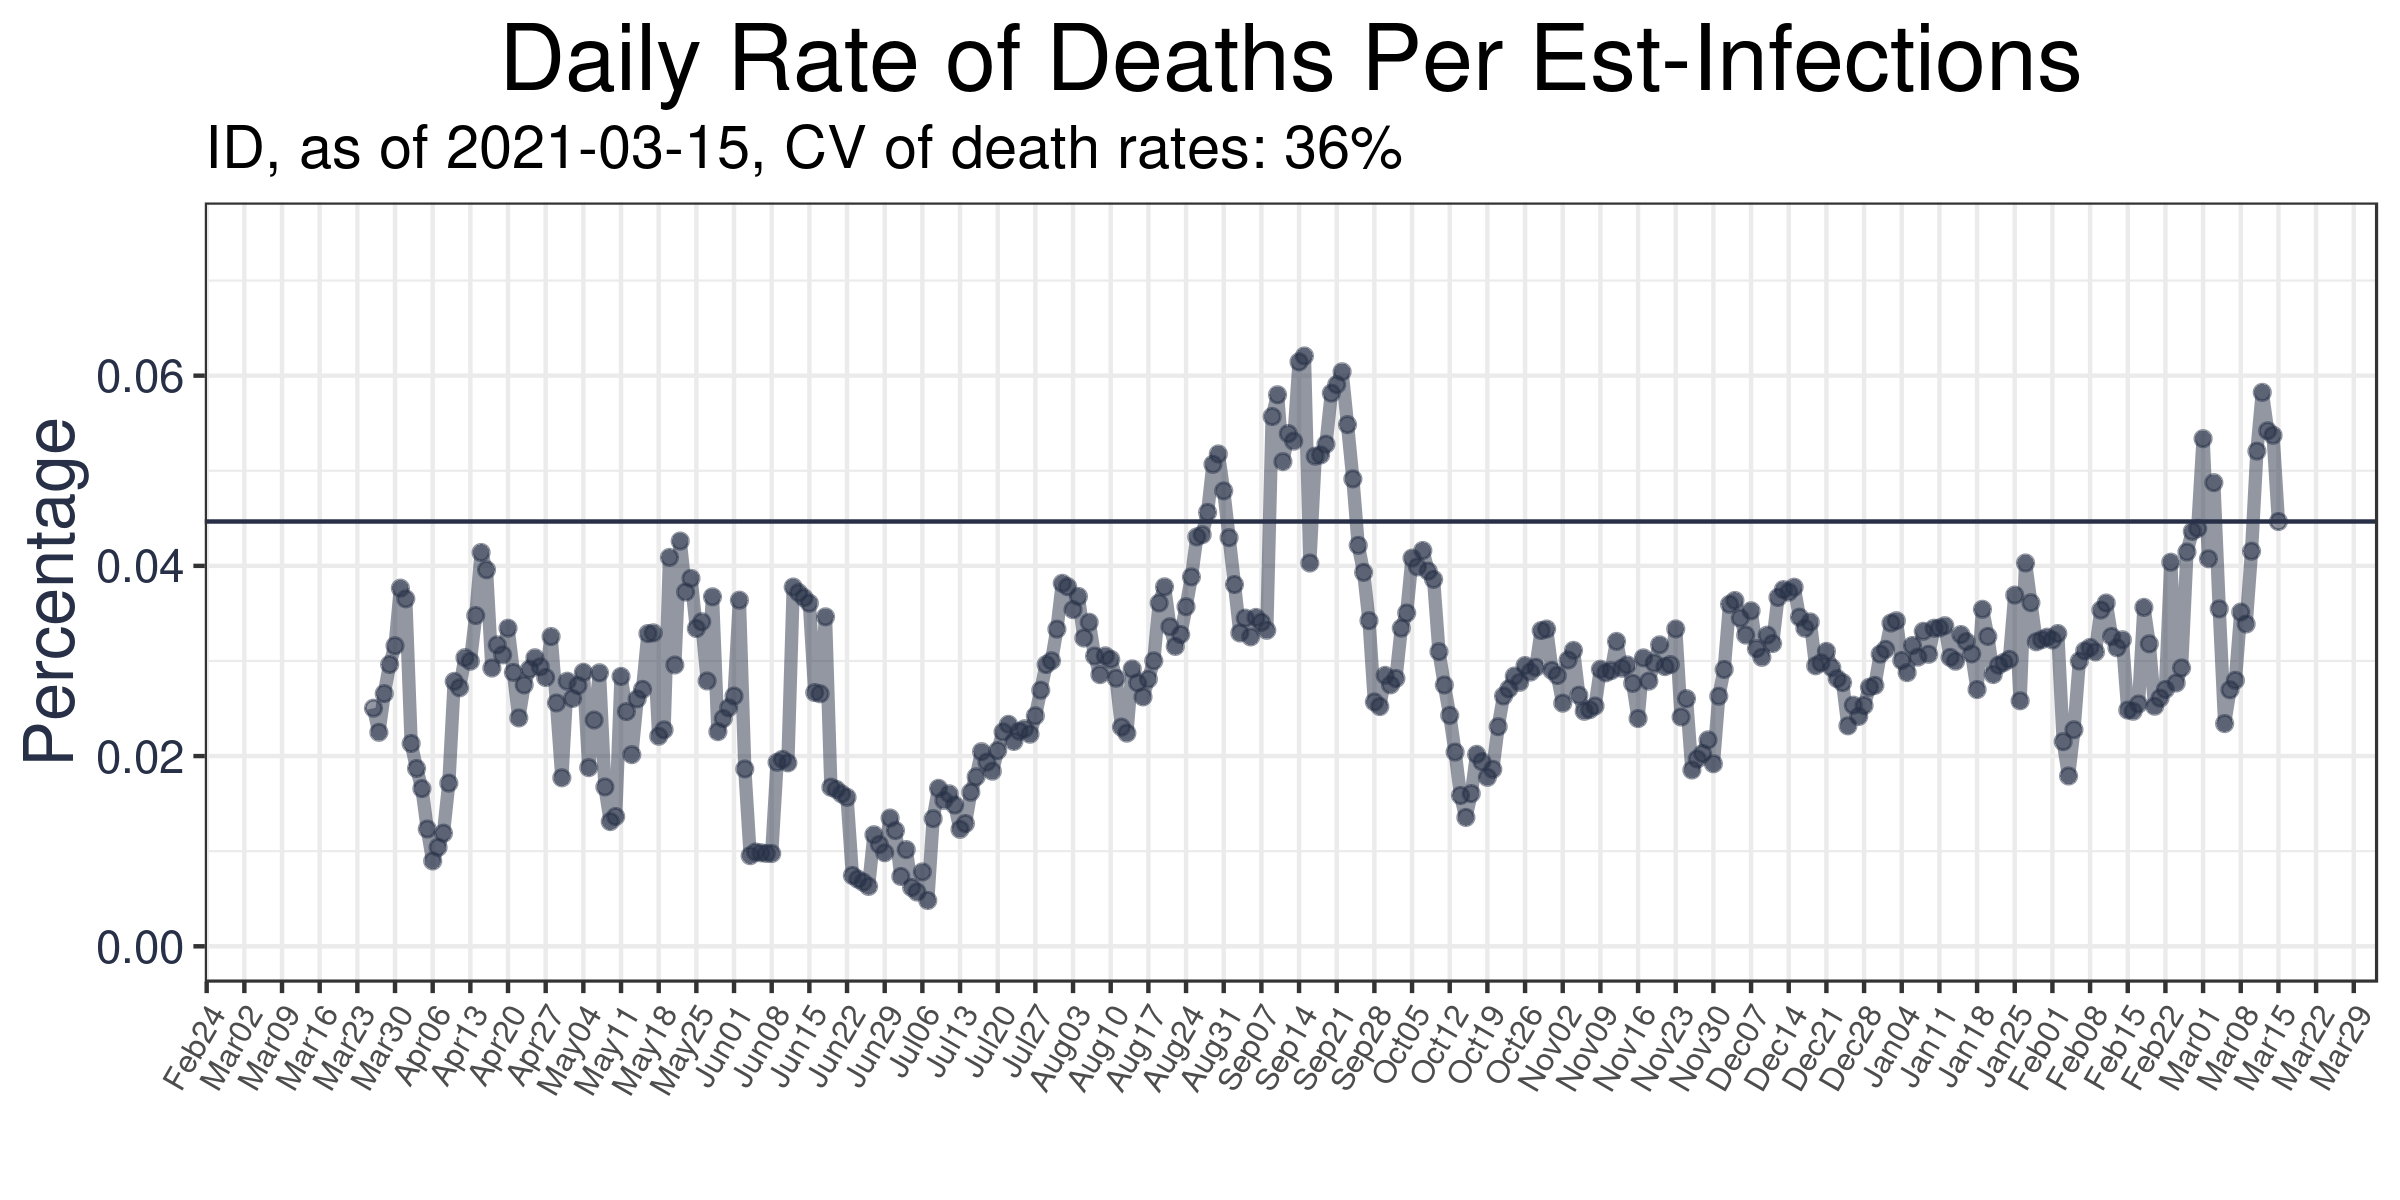 Daily Rate of Deaths Per Est-Infections
ID, as of 2021-03-15, CV of death rates: 36%
Percentage
0.06
0.04
0.02
0.00
Feb24
Mar02
Mar09
Mar16
Mar23
Mar30
Apr06
Apr13
Apr20
Apr27
May04
May11
May18
May25
Jun01
Jun08
Jun15
Jun22
Jun29
Jul06
Jul13
Jul20
Jul27
Aug03
Aug10
Aug17
Aug24
Aug31
Sep07
Sep14
Sep21
Sep28
Oct05
Oct12
Oct19
Oct26
Nov02
Nov09
Nov16
Nov23
Nov30
Dec07
Dec14
Dec21
Dec28
Jan04
Jan11
Jan18
Jan25
Feb01
Feb08
Feb15
Feb22
Mar01
Mar08
Mar15
Mar22
Mar29